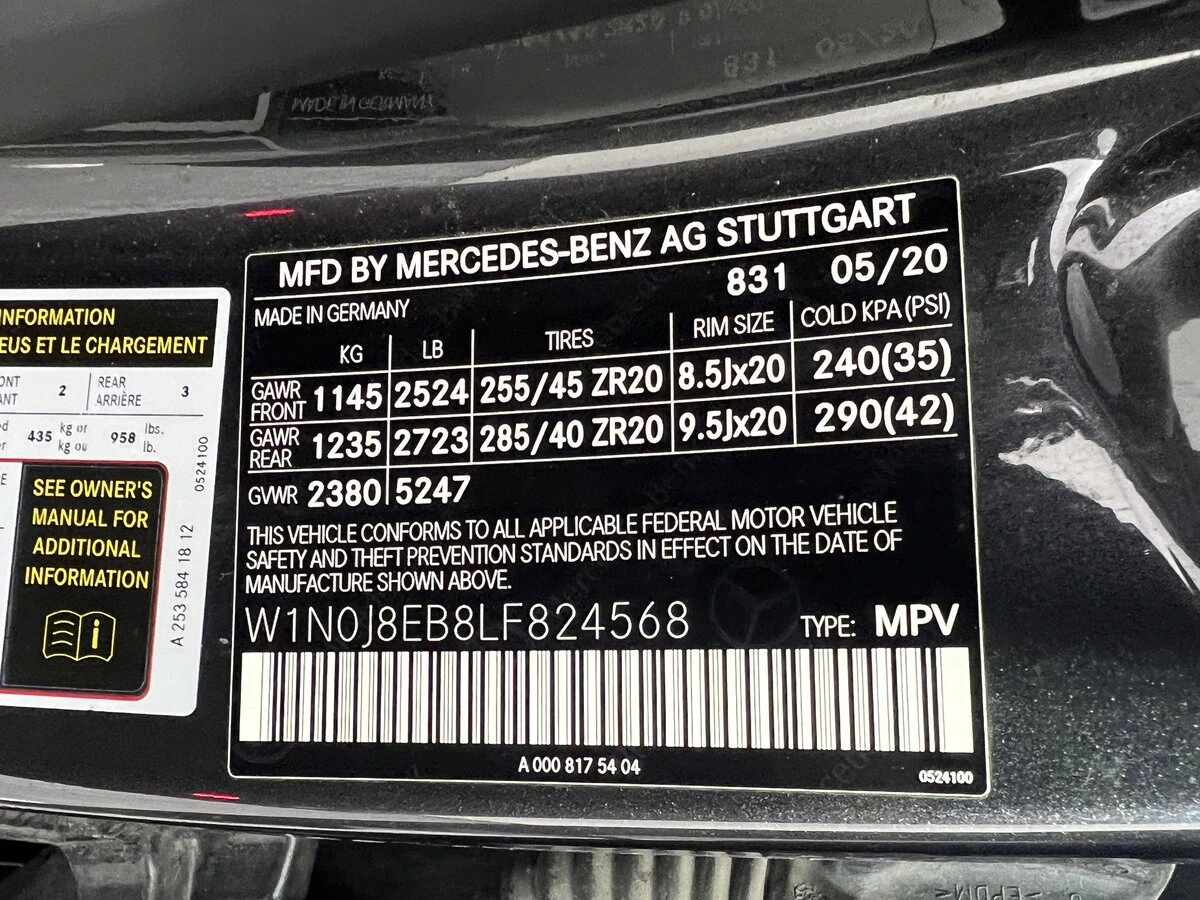 INFORMATION
EUS ET LE CHARGEMENT
2 REAR ARRIÈRE 3
435 kg or kg ou 958 lbs. lb.
SEE OWNER'S
MANUAL FOR
ADDITIONAL
INFORMATION
A 253 584 18 12
0524100
MFD BY MERCEDES-BENZ AG STUTTGART
MADE IN GERMANY 831 05/20
KG LB TIRES RIM SIZE COLD KPA (PSI)
GAWR FRONT 1145 2524 255/45 ZR20 8.5Jx20 240(35)
GAWR REAR 1235 2723 285/40 ZR20 9.5Jx20 290(42)
GVWR 2380 5247
THIS VEHICLE CONFORMS TO ALL APPLICABLE FEDERAL MOTOR VEHICLE
SAFETY AND THEFT PREVENTION STANDARDS IN EFFECT ON THE DATE OF
MANUFACTURE SHOWN ABOVE.
W1N0J8EB8LF824568 TYPE: MPV
A 000 817 54 04
0524100